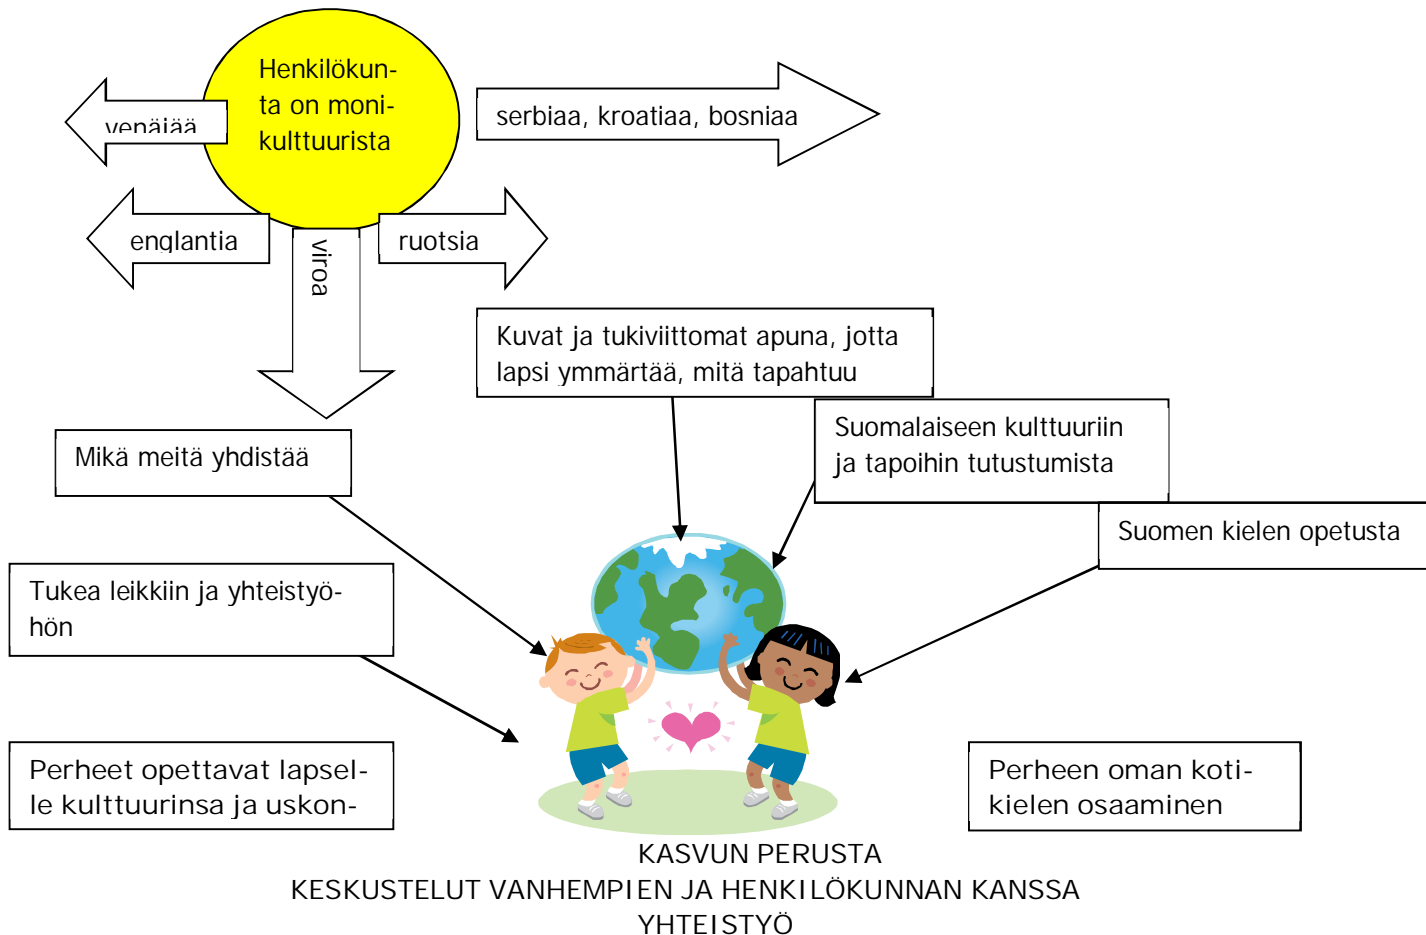 Henkilökun-
ta on moni-
kulttuurista
venäjää
serbiaa, kroatiaa, bosniaa
englantia
viroa
ruotsia
Kuvat ja tukiviittomat apuna, jotta
lapsi ymmärtää, mitä tapahtuu
Suomalaiseen kulttuuriin
ja tapoihin tutustumista
Mikä meitä yhdistää
Suomen kielen opetusta
Tukea leikkiin ja yhteistyö-
hön
Perheet opettavat lapsel-
le kulttuurinsa ja uskon-
Perheen oman koti-
kielen osaaminen
KASVUN PERUSTA
KESKUSTELUT VANHEMPIEN JA HENKILÖKUNNAN KANSSA
YHTEISTYÖ